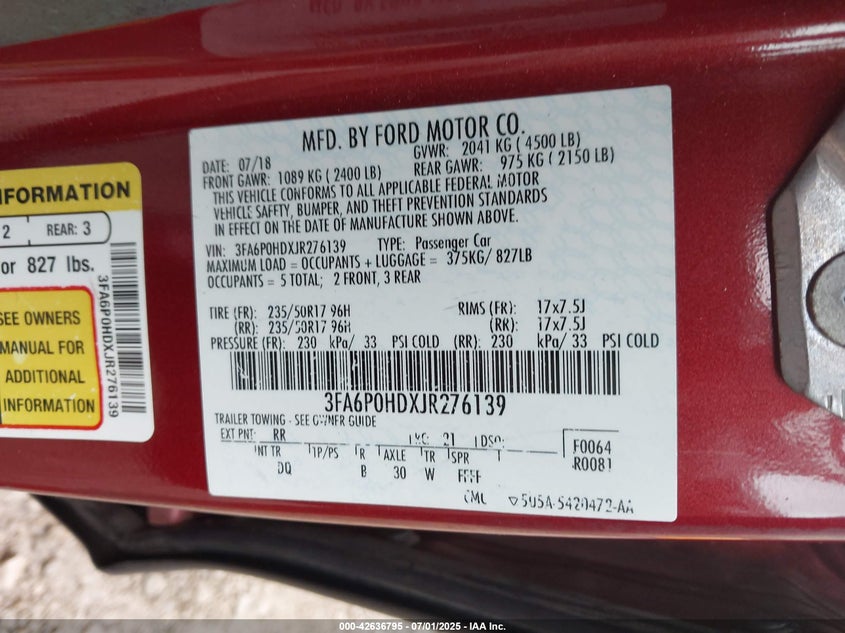 MFD. BY FORD MOTOR CO.
DATE: 07/18 GVWR: 2041 KG ( 4500 LB)
FRONT GAWR: 1089 KG ( 2400 LB) REAR GAWR: 975 KG ( 2150 LB)
THIS VEHICLE CONFORMS TO ALL APPLICABLE FEDERAL MOTOR
VEHICLE SAFETY, BUMPER, AND THEFT PREVENTION STANDARDS
IN EFFECT ON THE DATE OF MANUFACTURE SHOWN ABOVE.
VIN: 3FA6P0HDXJR276139 TYPE: Passenger Car
MAXIMUM LOAD = OCCUPANTS + LUGGAGE = 375KG/ 827LB
OCCUPANTS = 5 TOTAL; 2 FRONT, 3 REAR
TIRE (FR): 235/50R17 96H RIMS (FR): 17x7.5J
(RR): 235/50R17 96H (RR): 17x7.5J
PRESSURE (FR): 230 kPa/ 33 PSI COLD (RR): 230 kPa/ 33 PSI COLD
3FA6P0HDXJR276139
TRAILER TOWING - SEE OWNER GUIDE
EXT PNT: RR 21 DSO:
INT TR TP/PS R AXLE TR SPR
DQ B 30 W
F0064
R0081
5U5A-5420472-AA
INFORMATION
2 REAR: 3
or 827 lbs.
SEE OWNERS
MANUAL FOR
ADDITIONAL
INFORMATION
3FA6P0HDXJR276139
000-42636795 - 07/01/2025 - IAA Inc.